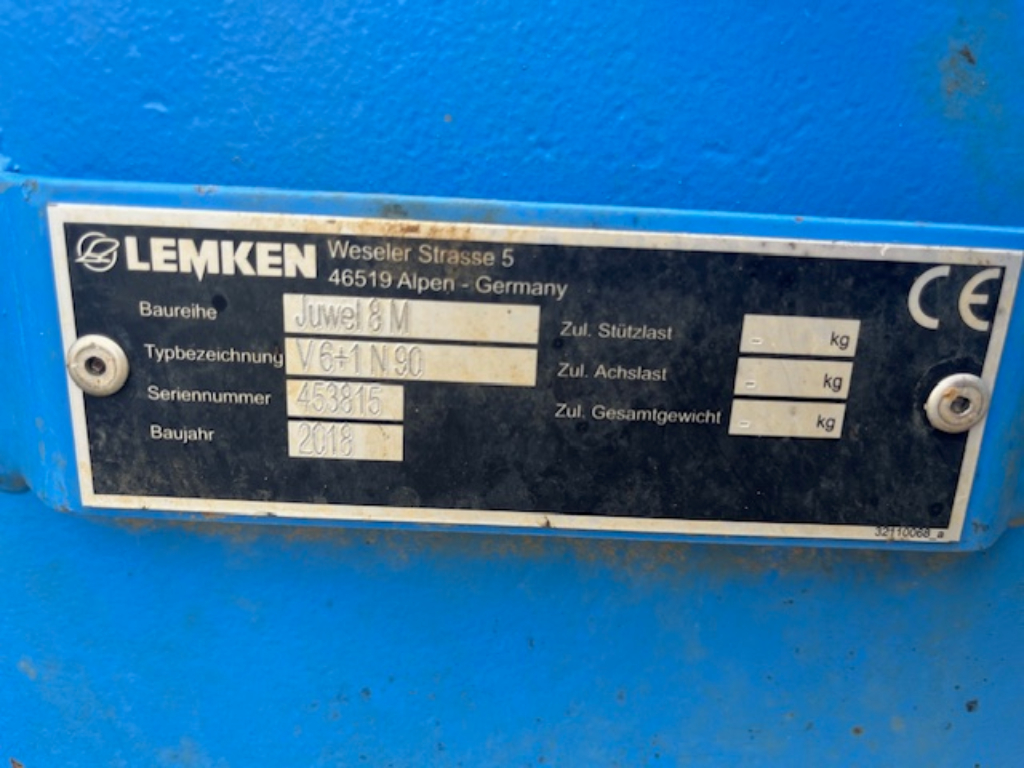 LEMKEN Weseler Strasse 5
46519 Alpen - Germany
CE
Baureihe Juwel 8 M
Typbezeichnung V 6+1 N 90
Seriennummer 453815
Baujahr 2018
Zul. Stützlast - kg
Zul. Achslast - kg
Zul. Gesamtgewicht - kg
32110068_a